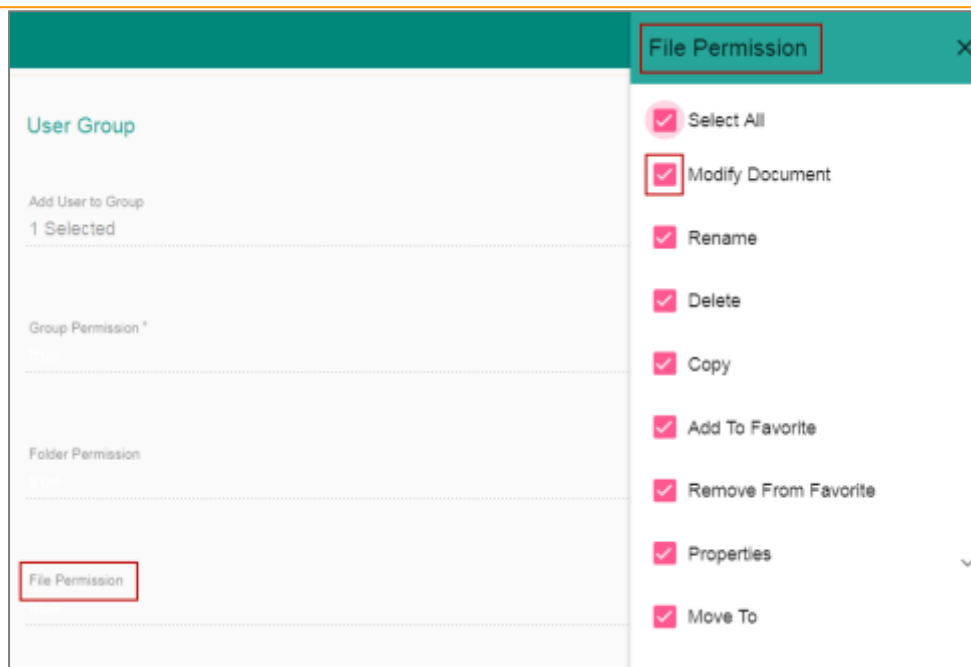 User Group
Add User to Group
1 Selected
Group Permission *
Folder Permission
File Permission
File Permission
Select All
Modify Document
Rename
Delete
Copy
Add To Favorite
Remove From Favorite
Properties
Move To